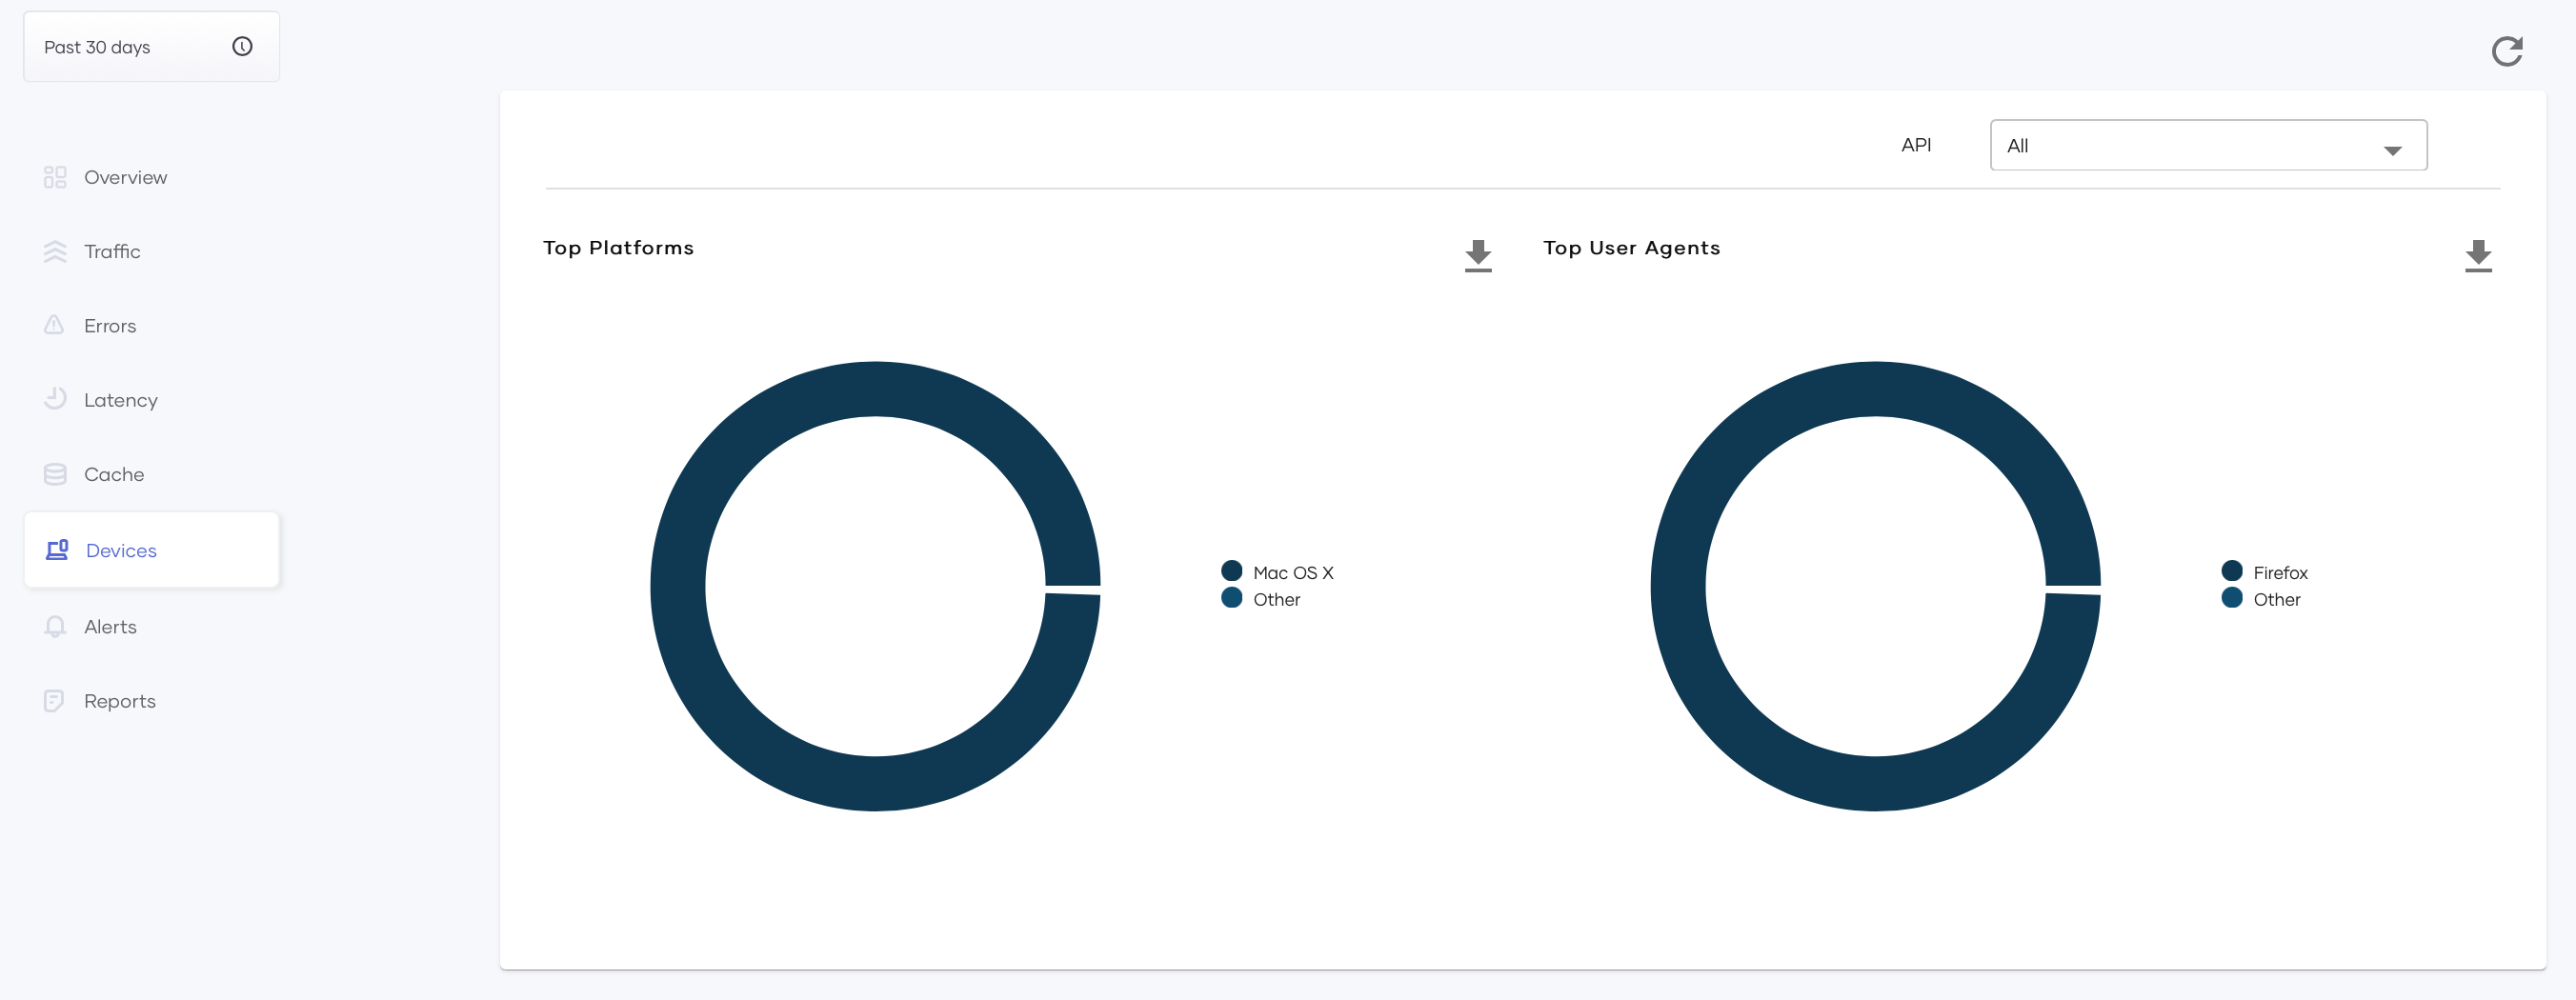 Past 30 days
Overview
Traffic
Errors
Latency
Cache
Devices
Alerts
Reports
API
All
Top Platforms
Mac OS X
Other
Top User Agents
Firefox
Other